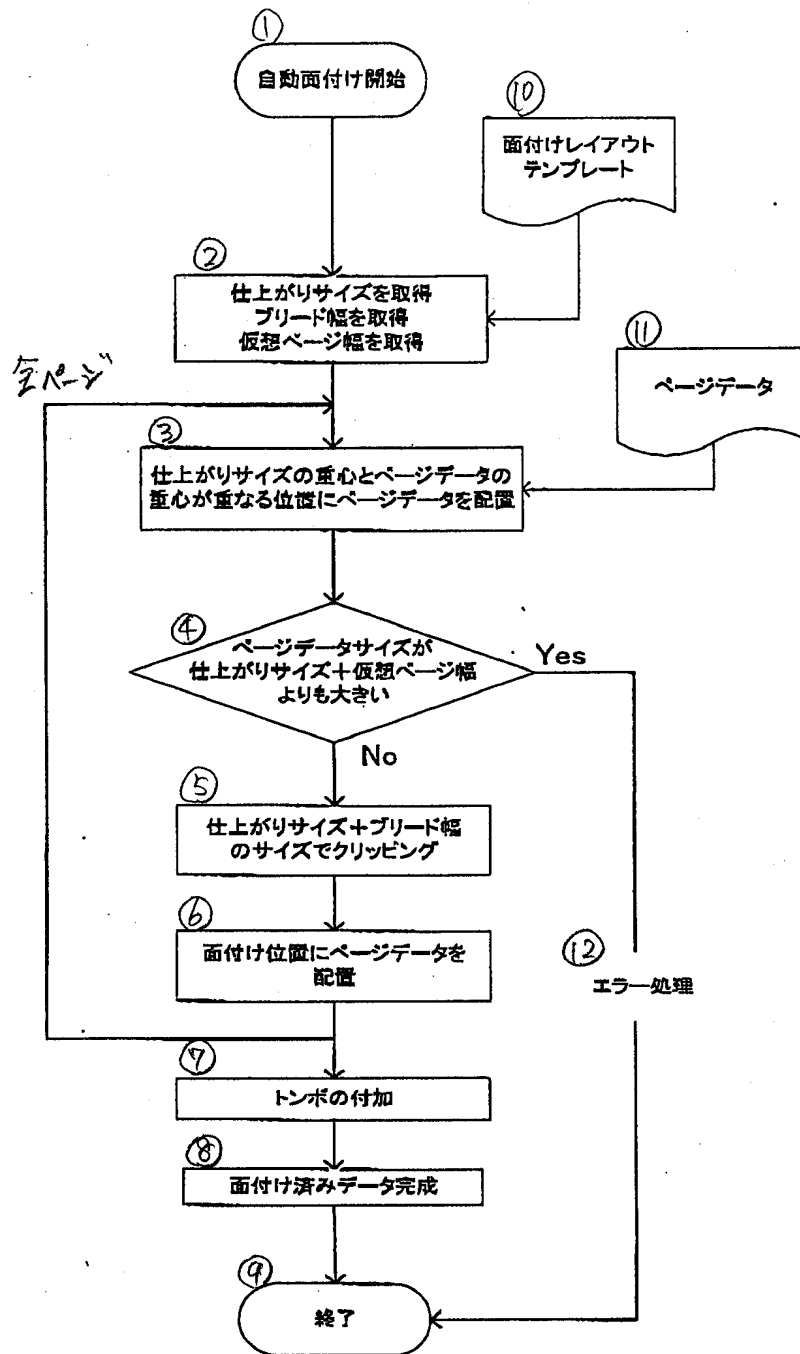 ①
自動面付け開始
⑩
面付けレイアウト
テンプレート
②
仕上がりサイズを取得
ブリード幅を取得
仮想ページ幅を取得
⑪
ページデータ
全ページ
③
仕上がりサイズの重心とページデータの
重心が重なる位置にページデータを配置
④
ページデータサイズが
仕上がりサイズ+仮想ページ幅
よりも大きい
Yes
No
⑤
仕上がりサイズ+ブリード幅
のサイズでクリッピング
⑥
面付け位置にページデータを
配置
⑫
エラー処理
⑦
トンボの付加
⑧
面付け済みデータ完成
⑨
終了